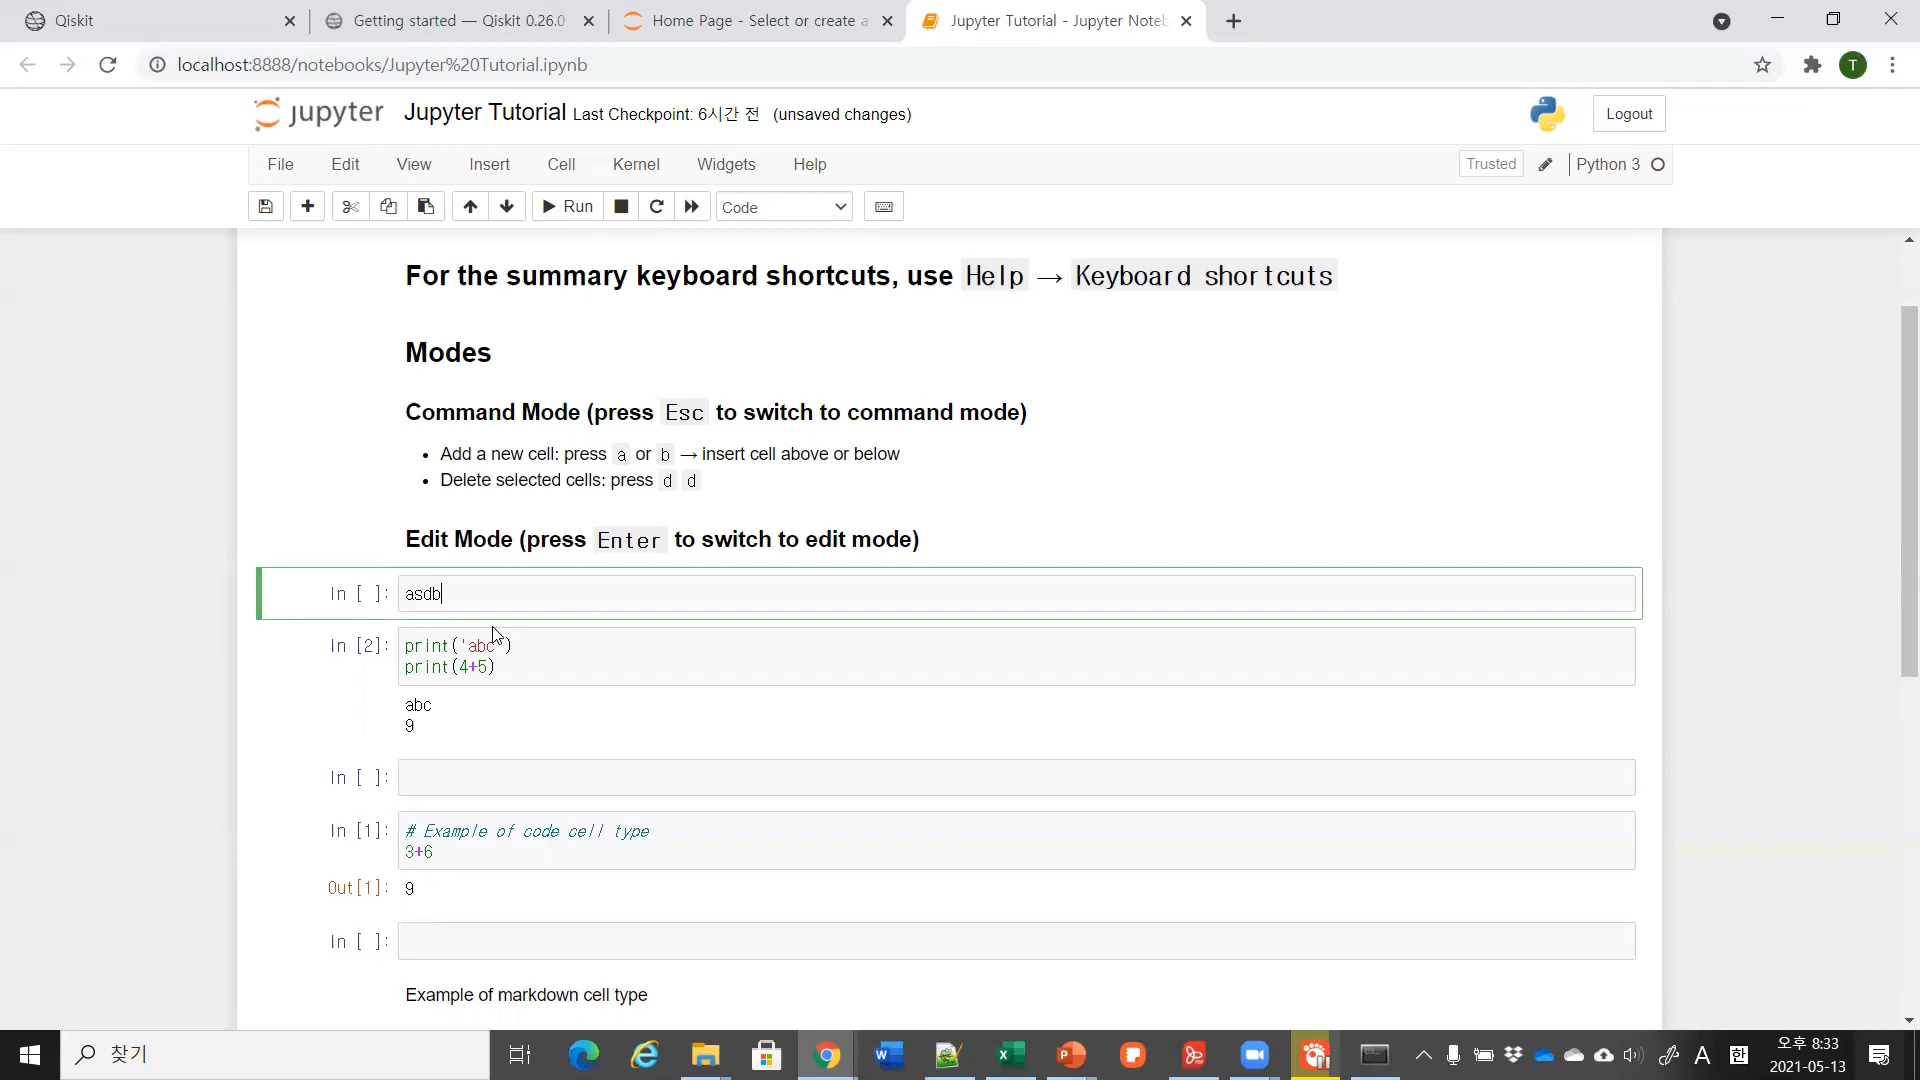 Qiskit
Getting started — Qiskit 0.26.0
Home Page - Select or create a
Jupyter Tutorial - Jupyter Noteb
localhost:8888/notebooks/Jupyter%20Tutorial.ipynb
T
jupyter Jupyter Tutorial Last Checkpoint: 6시간 전 (unsaved changes)
Logout
File Edit View Insert Cell Kernel Widgets Help
Trusted Python 3
Run Code
For the summary keyboard shortcuts, use Help → Keyboard shortcuts
Modes
Command Mode (press Esc to switch to command mode)
• Add a new cell: press a or b → insert cell above or below
• Delete selected cells: press d d
Edit Mode (press Enter to switch to edit mode)
In [ ]: asdb
In [2]: print('abc')
print(4+5)
abc
9
In [ ]:
In [1]: # Example of code cell type
3+6
Out[1]: 9
In [ ]:
Example of markdown cell type
찾기
A 한
오후 8:33
2021-05-13